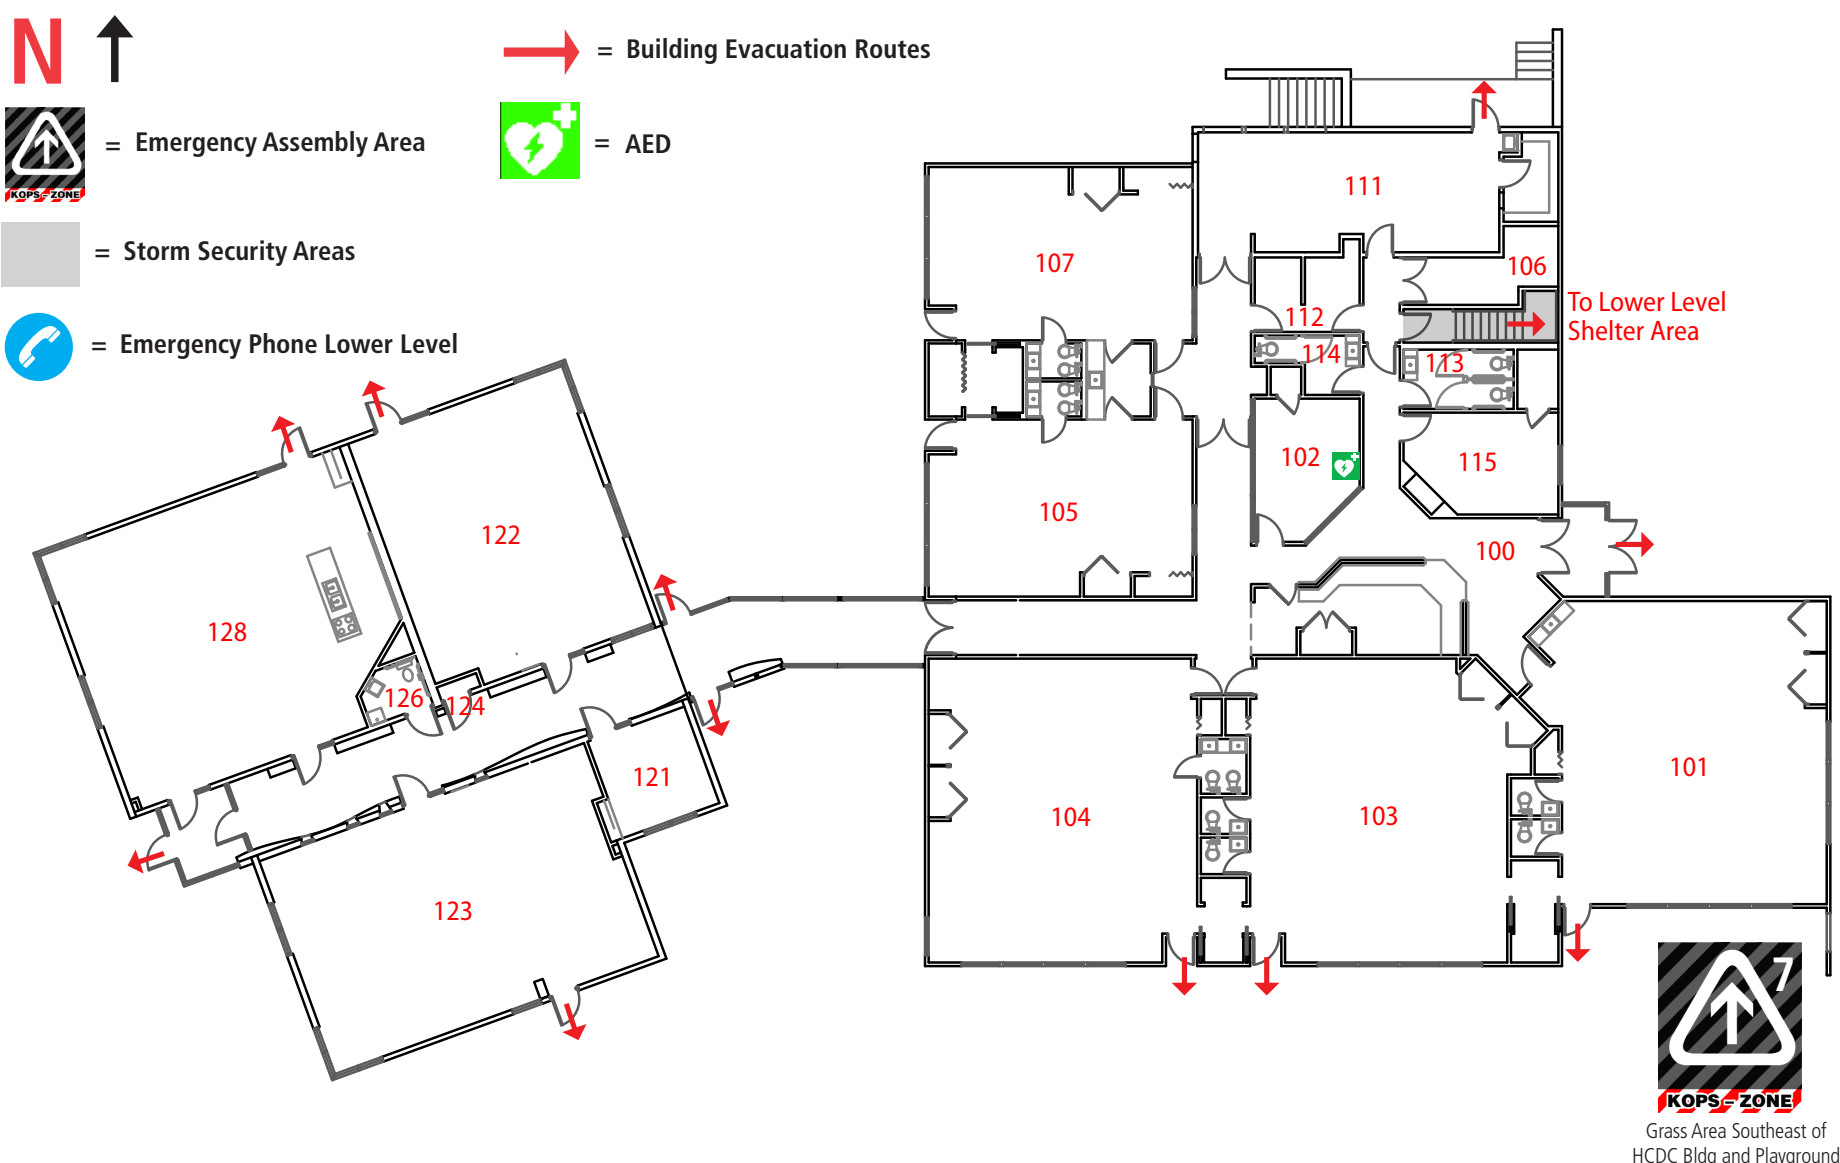 N
= Building Evacuation Routes
KOPS – ZONE
= Emergency Assembly Area
= AED
= Storm Security Areas
= Emergency Phone Lower Level
111
107
106
To Lower Level
Shelter Area
112
114
113
102
115
105
100
122
128
126
124
121
123
104
103
101
7
KOPS – ZONE
Grass Area Southeast of
HCDC Bldg and Playground